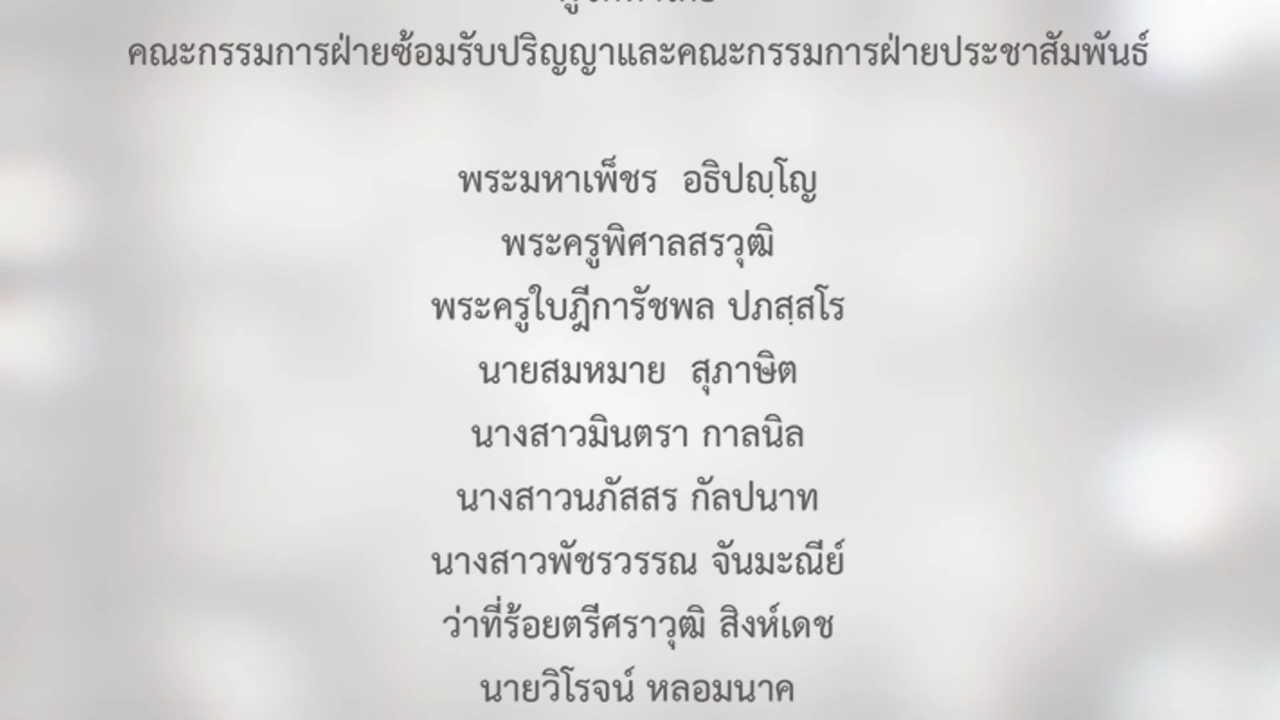 คณะกรรมการฝ่ายซ้อมรับปริญญาและคณะกรรมการฝ่ายประชาสัมพันธ์
พระมหาเพ็ชร อธิปญฺโญ
พระครูพิศาลสรวุฒิ
พระครูใบฎีการัชพล ปภสฺสโร
นายสมหมาย สุภาษิต
นางสาวมินตรา กาลนิล
นางสาวนภัสสร กัลปนาท
นางสาวพัชรวรรณ จันมะณีย์
ว่าที่ร้อยตรีศราวุฒิ สิงห์เดช
นายวิโรจน์ หลอมนาค